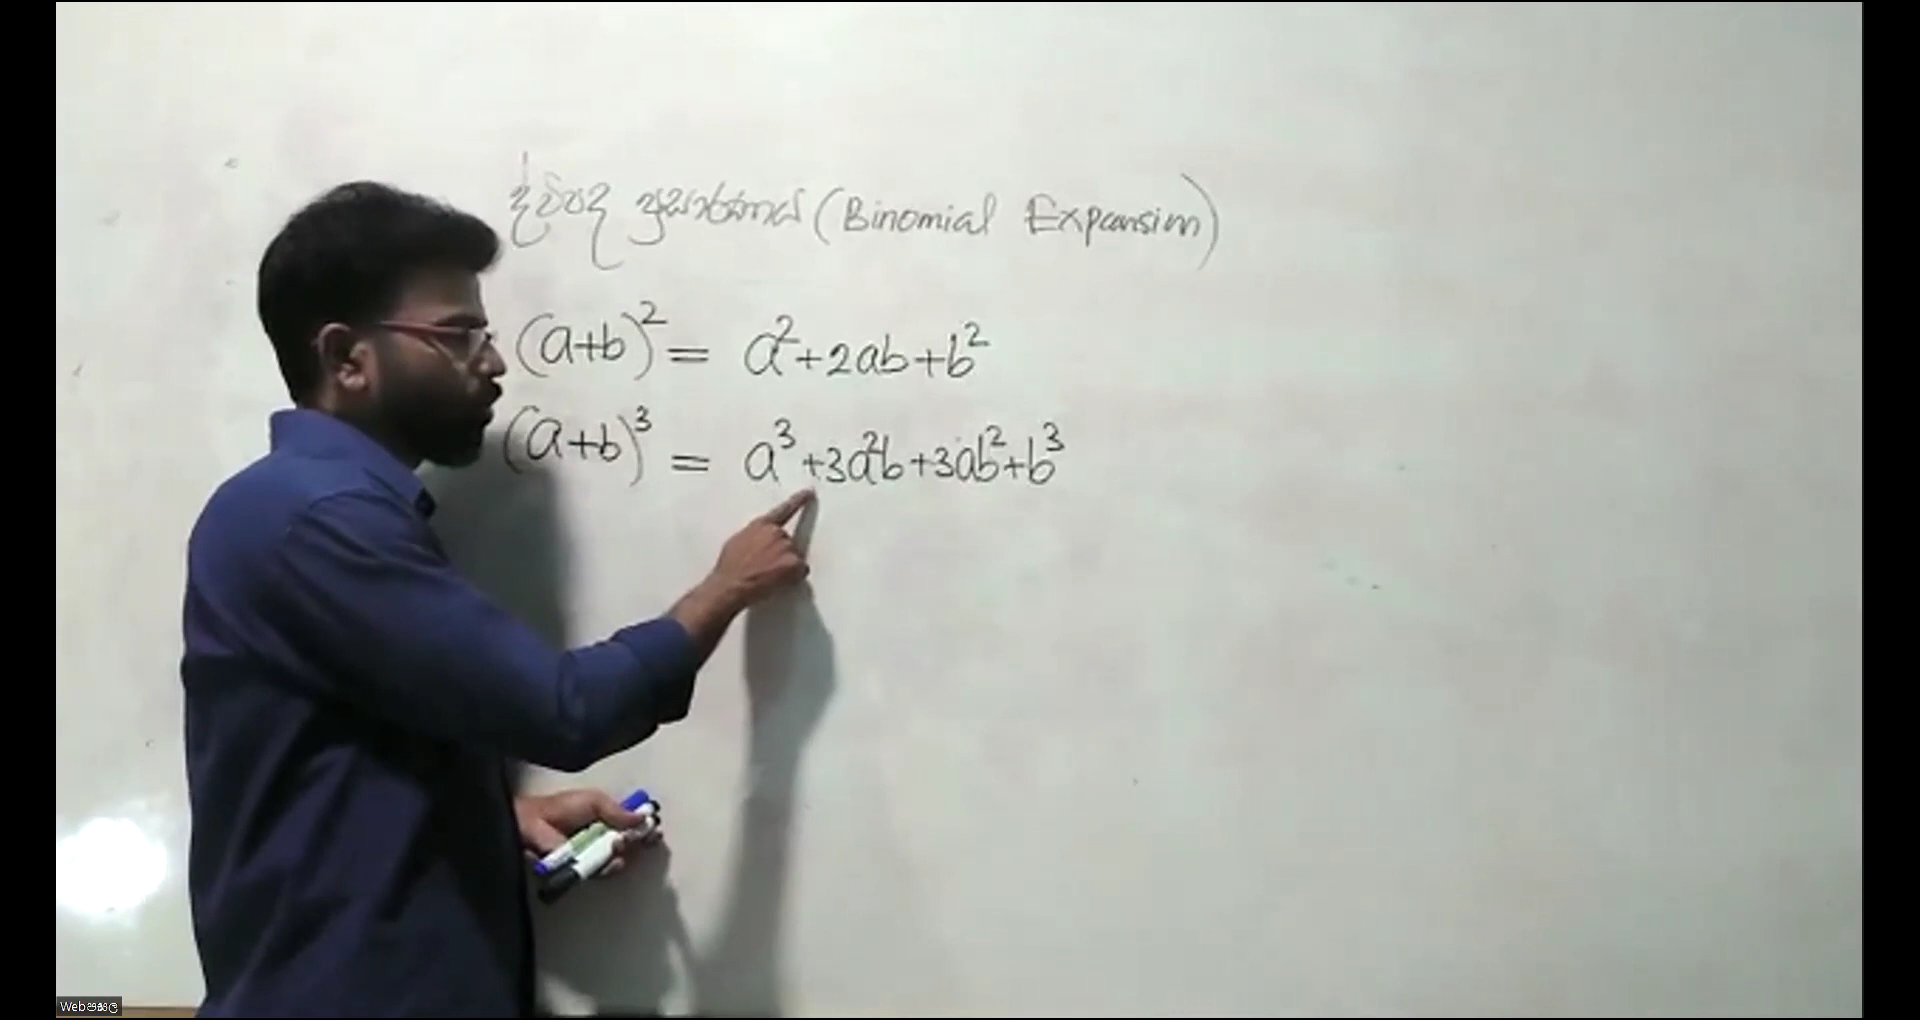 ද්විපද ප්‍රසාරණය (Binomial Expansion)
(a+b)² = a²+2ab+b²
(a+b)³ = a³+3a²b+3ab²+b³